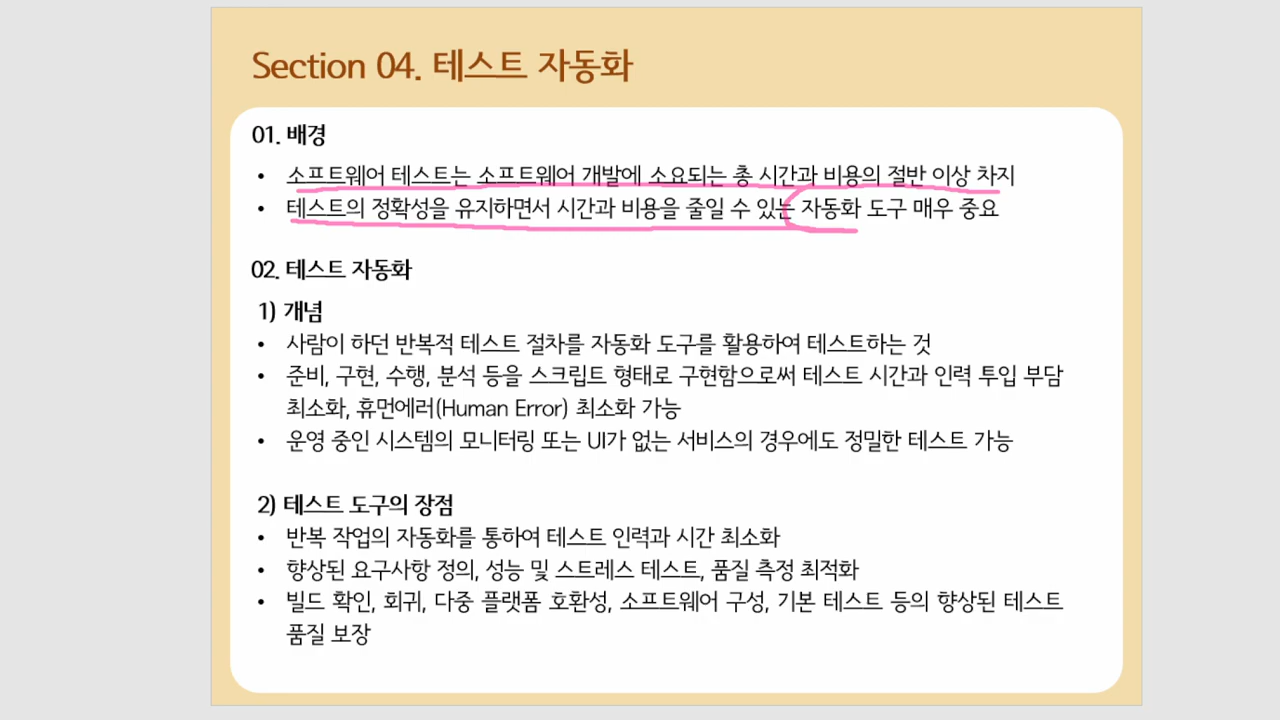 Section 04. 테스트 자동화
01. 배경
• 소프트웨어 테스트는 소프트웨어 개발에 소요되는 총 시간과 비용의 절반 이상 차지
• 테스트의 정확성을 유지하면서 시간과 비용을 줄일 수 있는 자동화 도구 매우 중요
02. 테스트 자동화
1) 개념
• 사람이 하던 반복적 테스트 절차를 자동화 도구를 활용하여 테스트하는 것
• 준비, 구현, 수행, 분석 등을 스크립트 형태로 구현함으로써 테스트 시간과 인력 투입 부담
최소화, 휴먼에러(Human Error) 최소화 가능
• 운영 중인 시스템의 모니터링 또는 UI가 없는 서비스의 경우에도 정밀한 테스트 가능
2) 테스트 도구의 장점
• 반복 작업의 자동화를 통하여 테스트 인력과 시간 최소화
• 향상된 요구사항 정의, 성능 및 스트레스 테스트, 품질 측정 최적화
• 빌드 확인, 회귀, 다중 플랫폼 호환성, 소프트웨어 구성, 기본 테스트 등의 향상된 테스트
품질 보장